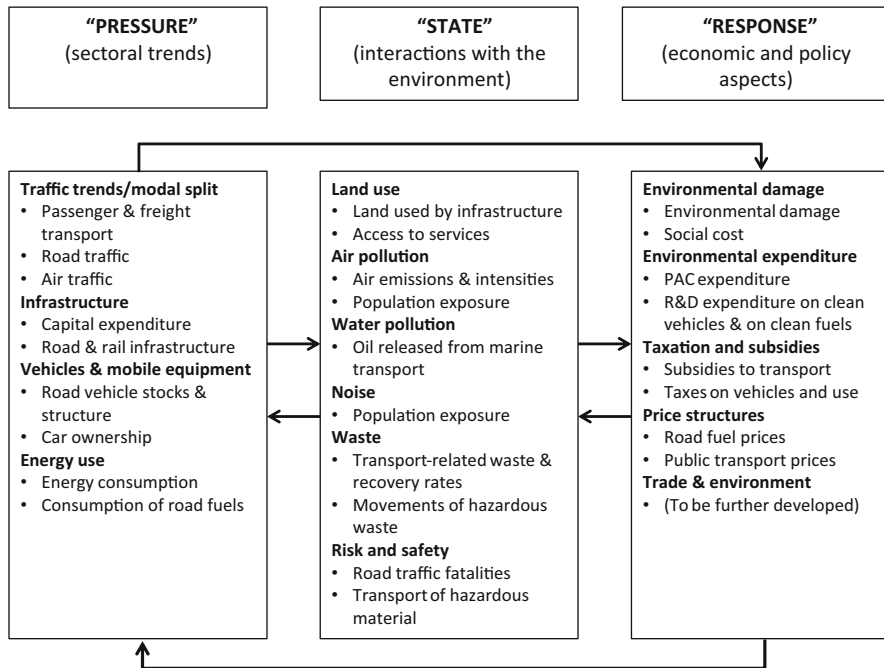 “PRESSURE”
(sectoral trends)
“STATE”
(interactions with the
environment)
“RESPONSE”
(economic and policy
aspects)
Traffic trends/modal split
• Passenger & freight
transport
• Road traffic
• Air traffic
Infrastructure
• Capital expenditure
• Road & rail infrastructure
Vehicles & mobile equipment
• Road vehicle stocks &
structure
• Car ownership
Energy use
• Energy consumption
• Consumption of road fuels
Land use
• Land used by infrastructure
• Access to services
Air pollution
• Air emissions & intensities
• Population exposure
Water pollution
• Oil released from marine
transport
Noise
• Population exposure
Waste
• Transport-related waste &
recovery rates
• Movements of hazardous
waste
Risk and safety
• Road traffic fatalities
• Transport of hazardous
material
Environmental damage
• Environmental damage
• Social cost
Environmental expenditure
• PAC expenditure
• R&D expenditure on clean
vehicles & on clean fuels
Taxation and subsidies
• Subsidies to transport
• Taxes on vehicles and use
Price structures
• Road fuel prices
• Public transport prices
Trade & environment
• (To be further developed)